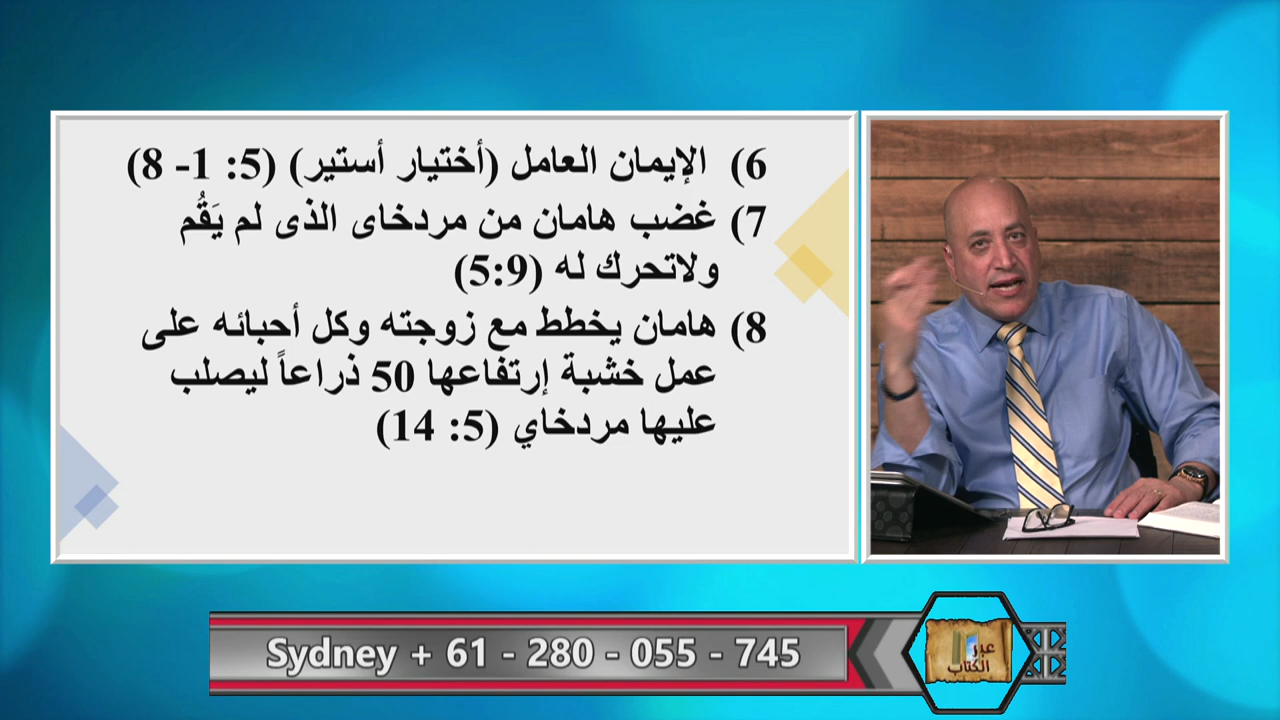 6) الإيمان العامل (أختيار أستير) (5: 1- 8)
7) غضب هامان من مردخاى الذى لم يَقُم
ولاتحرك له (5:9)
8) هامان يخطط مع زوجته وكل أحبائه على
عمل خشبة إرتفاعها 50 ذراعاً ليصلب
عليها مردخاي (5: 14)
Sydney + 61 - 280 - 055 - 745
عبر
الكتاب